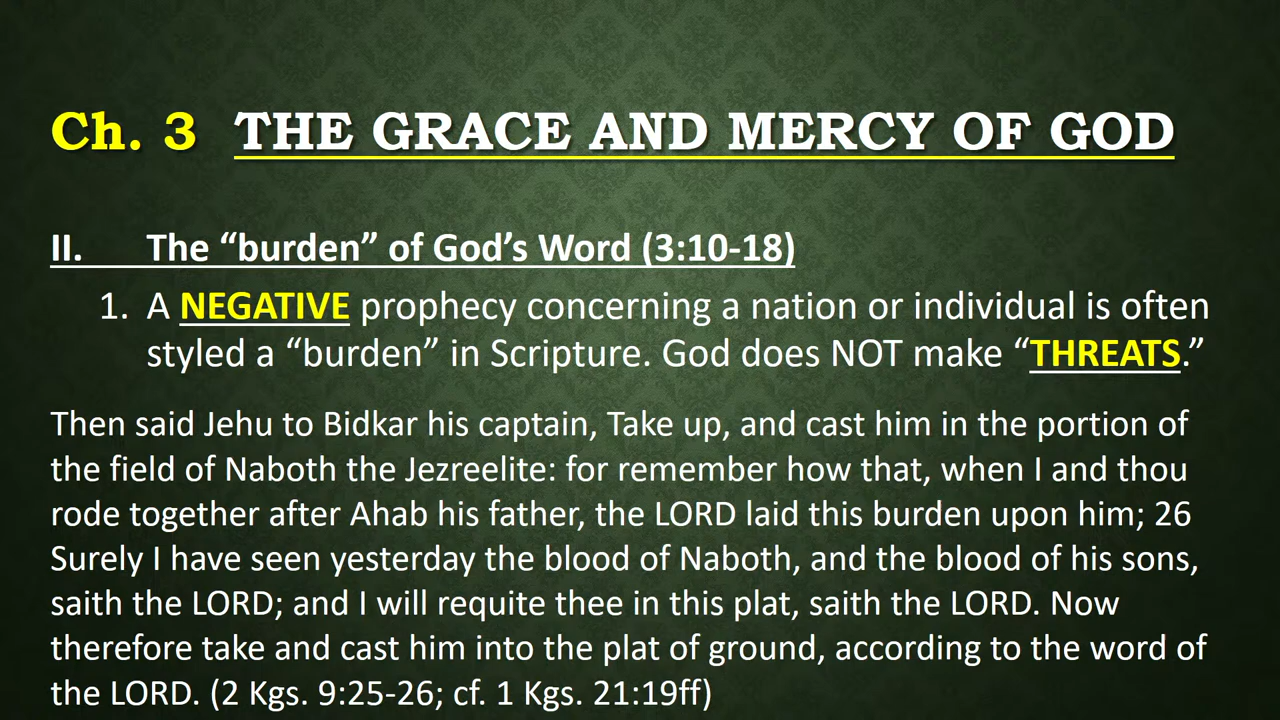 Ch. 3 THE GRACE AND MERCY OF GOD
II. The “burden” of God’s Word (3:10-18)
1. A NEGATIVE prophecy concerning a nation or individual is often
styled a “burden” in Scripture. God does NOT make “THREATS.”
Then said Jehu to Bidkar his captain, Take up, and cast him in the portion of
the field of Naboth the Jezreelite: for remember how that, when I and thou
rode together after Ahab his father, the LORD laid this burden upon him; 26
Surely I have seen yesterday the blood of Naboth, and the blood of his sons,
saith the LORD; and I will requite thee in this plat, saith the LORD. Now
therefore take and cast him into the plat of ground, according to the word of
the LORD. (2 Kgs. 9:25-26; cf. 1 Kgs. 21:19ff)